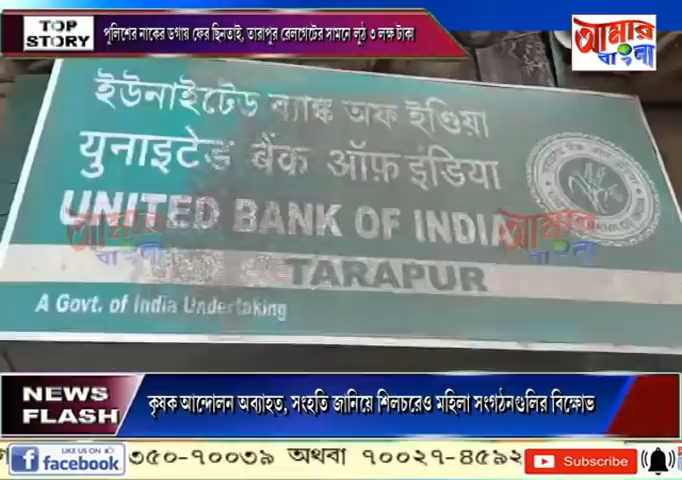 TOP STORY
পুলিশের নাকের ডগায় ফের ছিনতাই, তারাপুর রেলগেটের সামনে লুঠ ৩ লক্ষ টাকা
আমার বাংলা
ইউনাইটেড ব্যাঙ্ক অফ ইণ্ডিয়া
युनाइटेड बैंक ऑफ़ इंडिया
UNITED BANK OF INDIA
আমার বাংলা
আমার বাংলা
TARAPUR
A Govt. of India Undertaking
NEWS FLASH
কৃষক আন্দোলন অব্যাহত, সংহতি জানিয়ে শিলচরেও মহিলা সংগঠনগুলির বিক্ষোভ
LIKE US ON
facebook
৩৫০-৭০০৩৯ অথবা ৭০০২৭-৪৫৯২
Subscribe